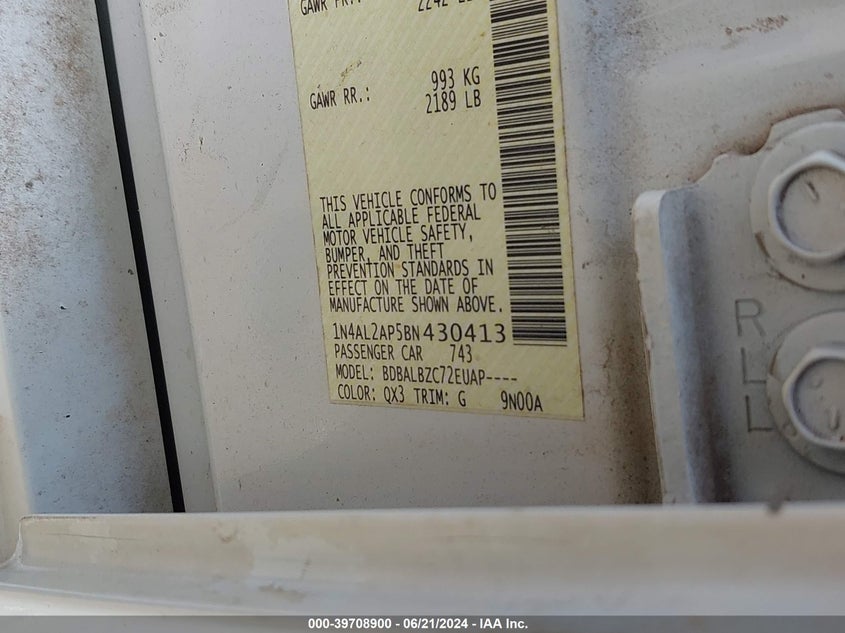 GAWR FR.:
993 KG
GAWR RR.: 2189 LB
THIS VEHICLE CONFORMS TO
ALL APPLICABLE FEDERAL
MOTOR VEHICLE SAFETY,
BUMPER, AND THEFT
PREVENTION STANDARDS IN
EFFECT ON THE DATE OF
MANUFACTURE SHOWN ABOVE.
1N4AL2AP5BN430413
PASSENGER CAR 743
MODEL: BDBALBZC72EUAP----
COLOR: QX3 TRIM: G 9N00A
R
L
L
000-39708900 - 06/21/2024 - IAA Inc.